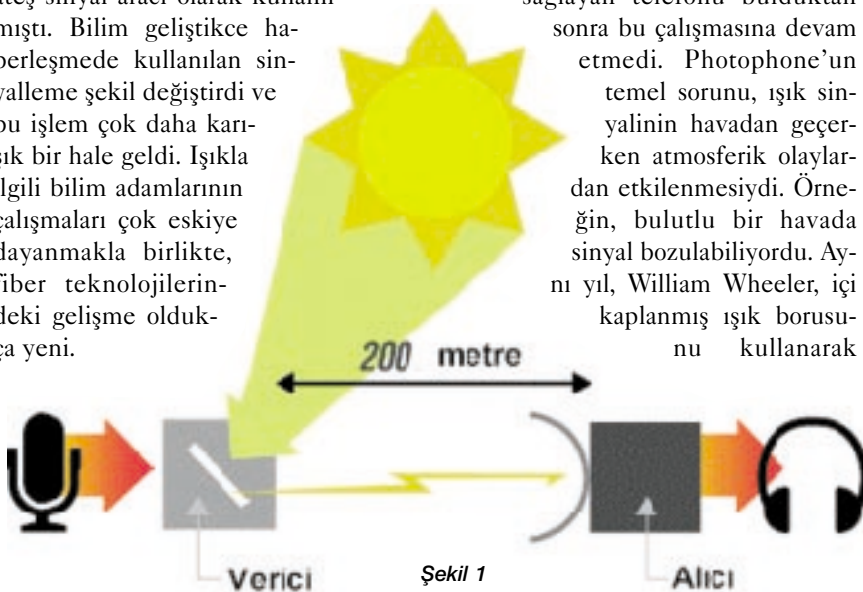 ateş sinyal aracı olarak kullanıl-
mıştı. Bilim geliştikce ha-
berleşmede kullanılan sin-
yalleme şekil değiştirdi ve
bu işlem çok daha karı-
şık bir hale geldi. Işıkla
ilgili bilim adamlarının
çalışmaları çok eskiye
dayanmakla birlikte,
fiber teknolojilerin-
deki gelişme olduk-
ça yeni.
sağlayan telefonu bulduktan
sonra bu çalışmasına devam
etmedi. Photophone’un
temel sorunu, ışık sin-
yalinin havadan geçer-
ken atmosferik olaylar-
dan etkilenmesiydi. Örne-
ğin, bulutlu bir havada
sinyal bozulabiliyordu. Ay-
nı yıl, William Wheeler, içi
kaplanmış ışık borusu-
nu kullanarak
200 metre
Verici
Şekil 1
Alıcı